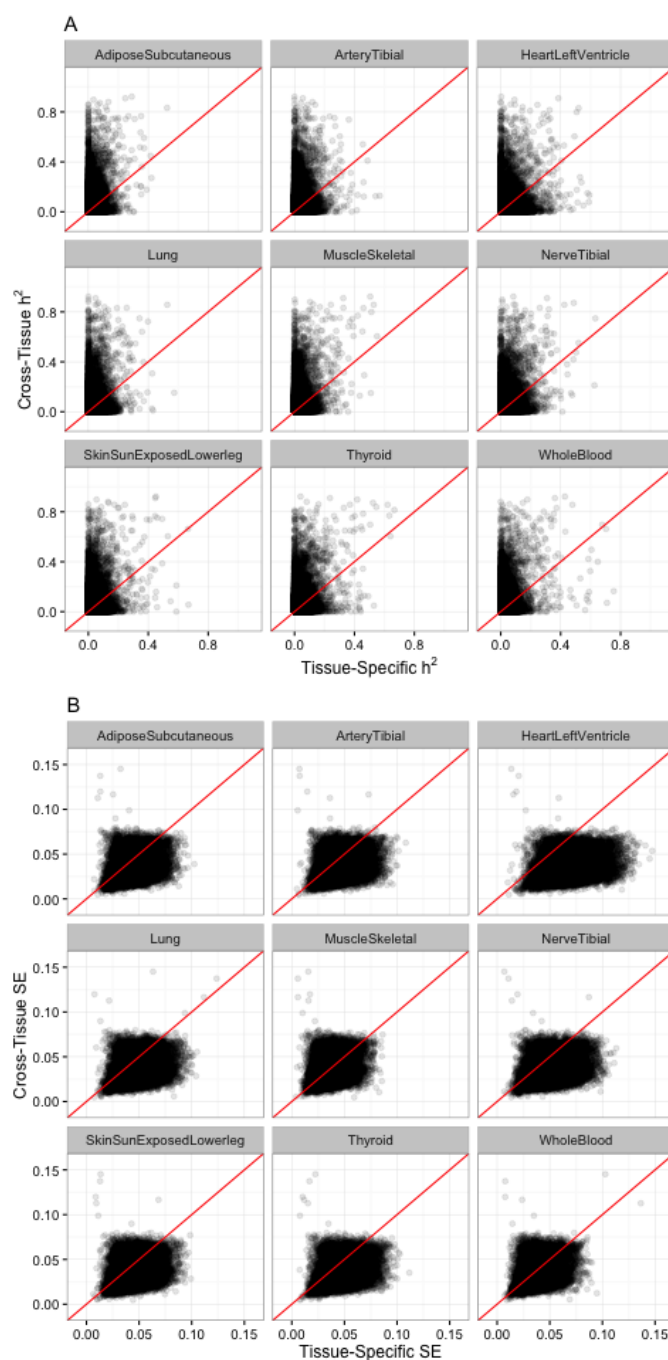 A
AdiposeSubcutaneous ArteryTibial HeartLeftVentricle
0.8
0.4
0.0
Lung MuscleSkeletal NerveTibial
0.8
0.4
0.0
Cross-Tissue h²
SkinSunExposedLowerleg Thyroid WholeBlood
0.8
0.4
0.0
0.0 0.4 0.8 0.0 0.4 0.8 0.0 0.4 0.8
Tissue-Specific h²
B
AdiposeSubcutaneous ArteryTibial HeartLeftVentricle
0.15
0.10
0.05
0.00
Lung MuscleSkeletal NerveTibial
0.15
0.10
0.05
0.00
Cross-Tissue SE
SkinSunExposedLowerleg Thyroid WholeBlood
0.15
0.10
0.05
0.00
0.00 0.05 0.10 0.15 0.00 0.05 0.10 0.15 0.00 0.05 0.10 0.15
Tissue-Specific SE